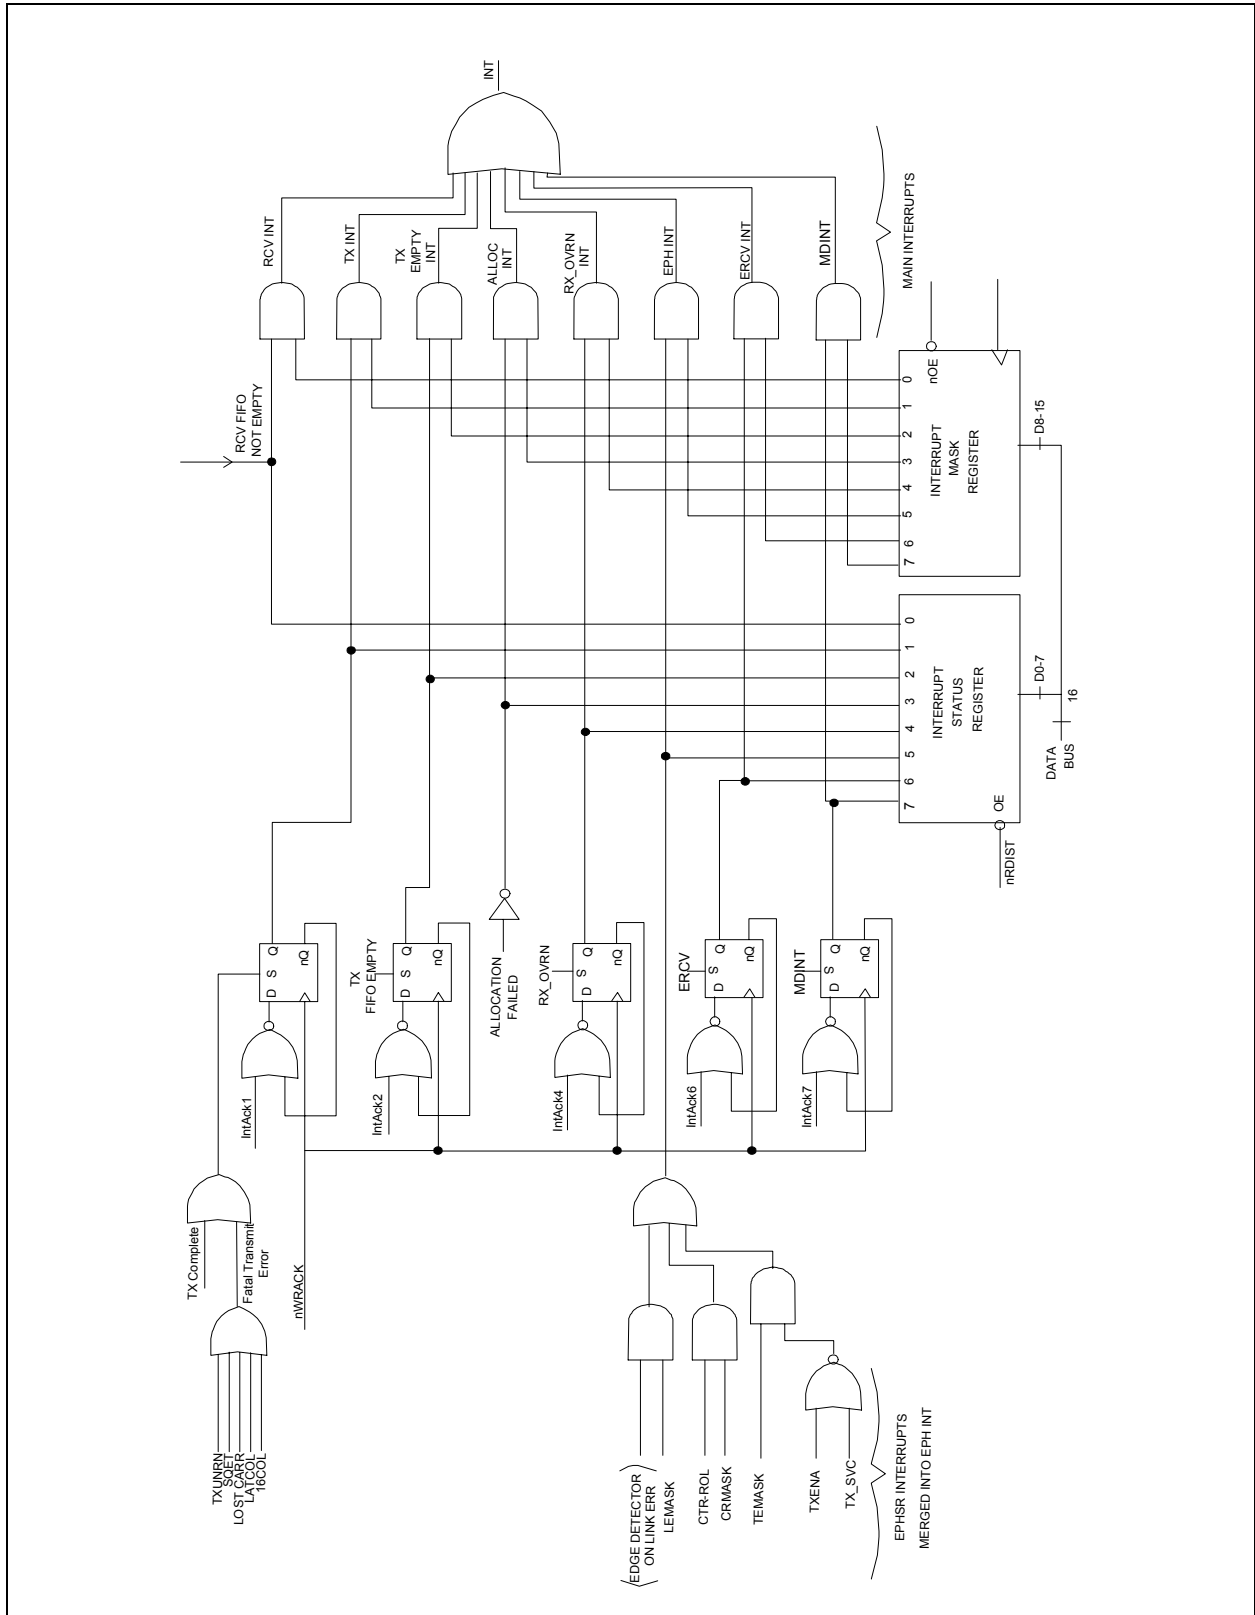 INT
RCV INT
TX INT
TX
EMPTY
INT
ALLOC
INT
RX_OVRN
INT
EPH INT
ERCV INT
MDINT
MAIN INTERRUPTS
RCV FIFO
NOT EMPTY
nOE
0
1
2
3
4
5
6
7
INTERRUPT
MASK
REGISTER
D8-15
0
1
2
3
4
5
6
7
INTERRUPT
STATUS
REGISTER
OE
nRDIST
D0-7
16
DATA
BUS
D
S
Q
nQ
IntAck1
TX
FIFO EMPTY
D
S
Q
nQ
IntAck2
ALLOCATION
FAILED
RX_OVRN
D
S
Q
nQ
IntAck4
ERCV
D
S
Q
nQ
IntAck6
MDINT
D
S
Q
nQ
IntAck7
TX Complete
Fatal Transmit
Error
nWRACK
TXUNRN
SQET
LOST CARR
LATCOL
16COL
EDGE DETECTOR
ON LINK ERR
LEMASK
CTR-ROL
CRMASK
TEMASK
TXENA
TX_SVC
EPHSR INTERRUPTS
MERGED INTO EPH INT